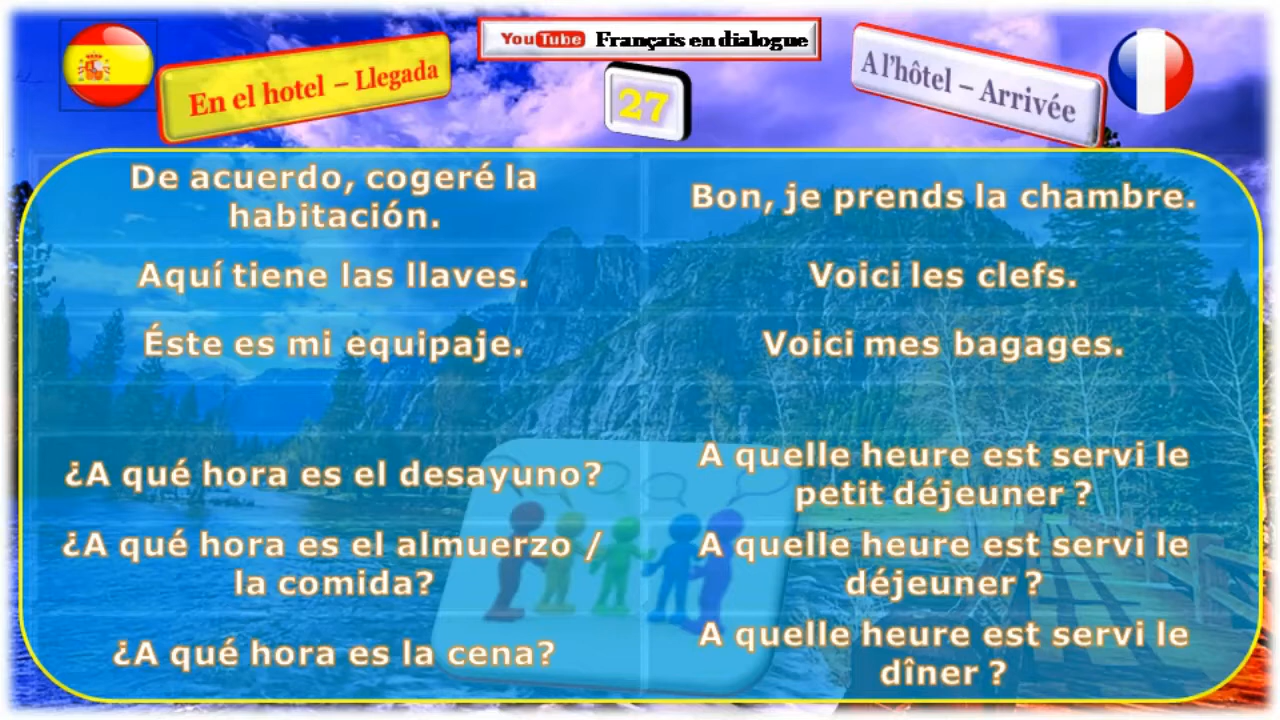 YouTube Français en dialogue
En el hotel – Llegada
27
A l'hôtel – Arrivée
De acuerdo, cogeré la
habitación.
Bon, je prends la chambre.
Aquí tiene las llaves.
Voici les clefs.
Éste es mi equipaje.
Voici mes bagages.
¿A qué hora es el desayuno?
A quelle heure est servi le
petit déjeuner ?
¿A qué hora es el almuerzo /
la comida?
A quelle heure est servi le
déjeuner ?
¿A qué hora es la cena?
A quelle heure est servi le
dîner ?